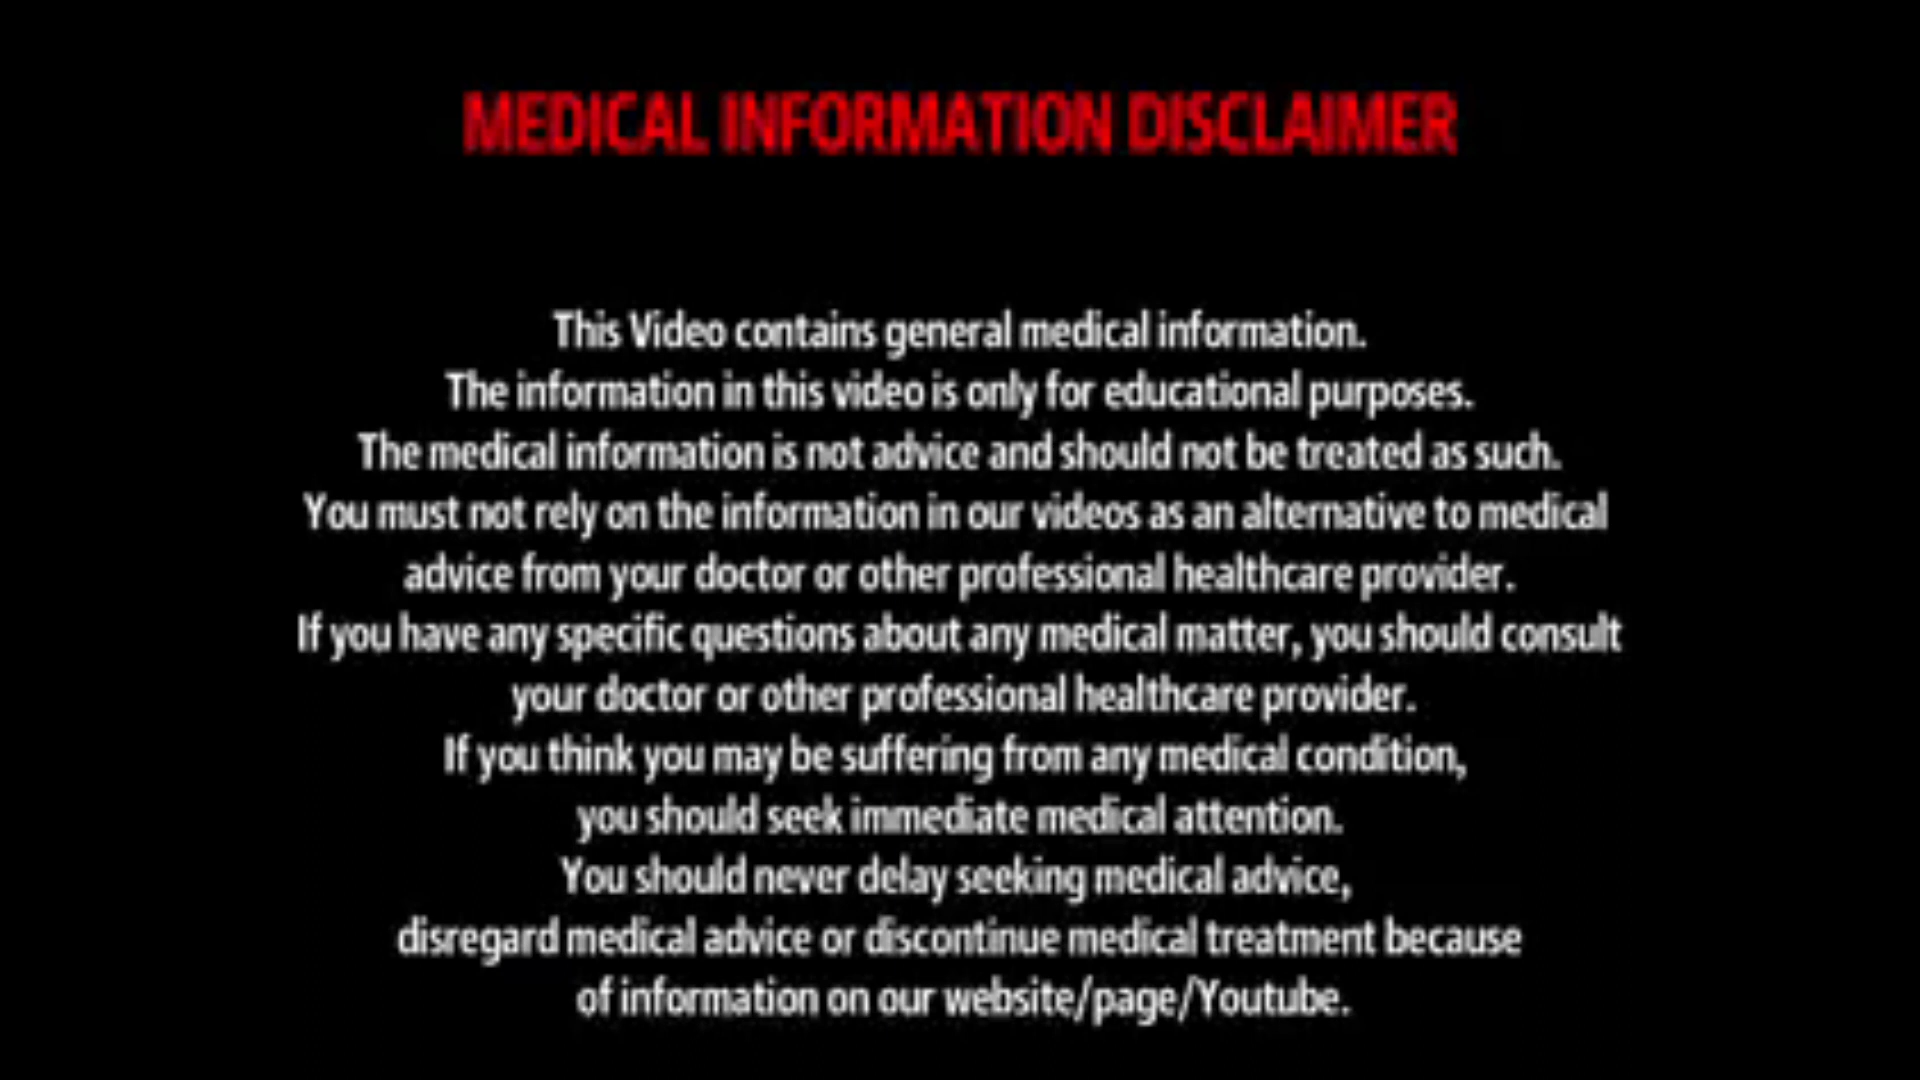 MEDICAL INFORMATION DISCLAIMER
This Video contains general medical information.
The information in this video is only for educational purposes.
The medical information is not advice and should not be treated as such.
You must not rely on the information in our videos as an alternative to medical
advice from your doctor or other professional healthcare provider.
If you have any specific questions about any medical matter, you should consult
your doctor or other professional healthcare provider.
If you think you may be suffering from any medical condition,
you should seek immediate medical attention.
You should never delay seeking medical advice,
disregard medical advice or discontinue medical treatment because
of information on our website/page/Youtube.